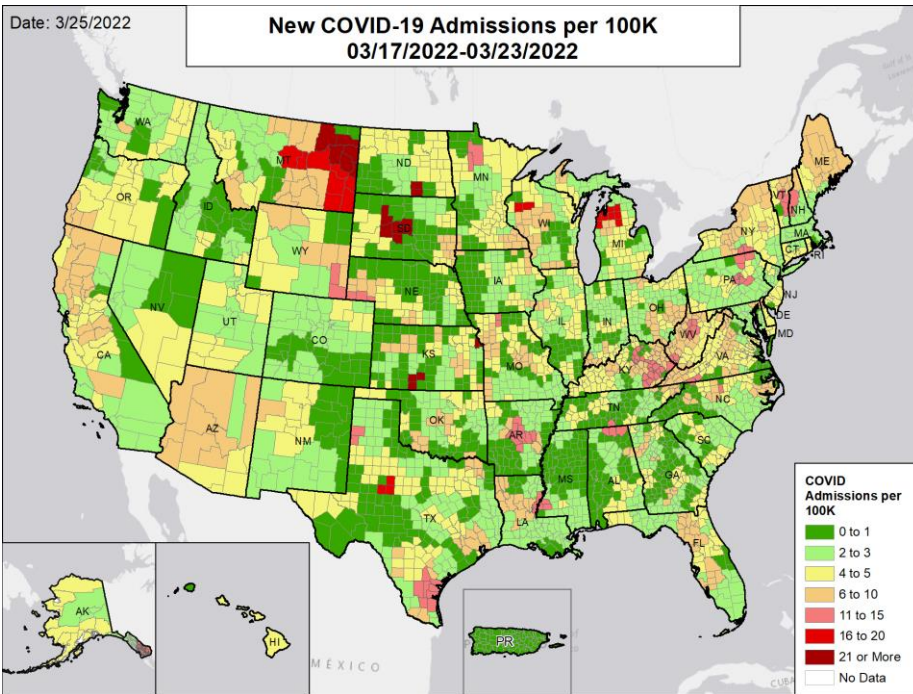 Date: 3/25/2022
New COVID-19 Admissions per 100K
03/17/2022-03/23/2022
WA
MT
ND
MN
ME
OR
ID
WY
SD
WI
MI
VT
NH
NY
MA
CT
RI
NV
UT
CO
NE
IA
IL
IN
OH
PA
NJ
DE
MD
CA
KS
MO
KY
WV
VA
AZ
NM
OK
AR
TN
NC
SC
TX
LA
MS
AL
GA
FL
AK
HI
PR
MÉXICO
CUBA
COVID
Admissions per
100K
0 to 1
2 to 3
4 to 5
6 to 10
11 to 15
16 to 20
21 or More
No Data